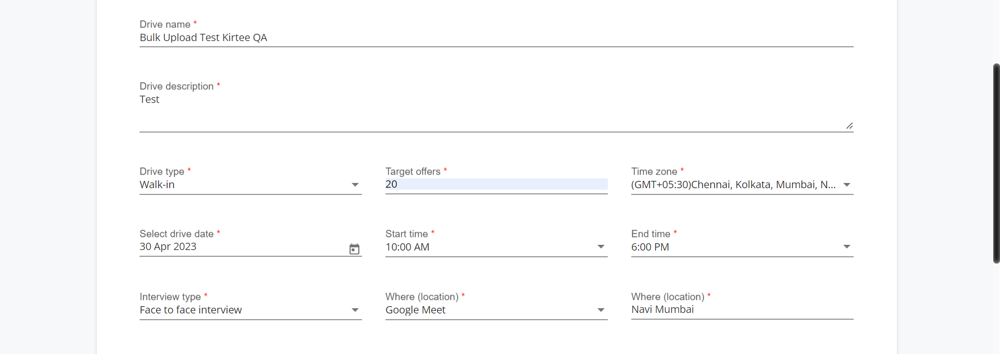 Drive name *
Bulk Upload Test Kirtee QA
Drive description *
Test
Drive type *
Walk-in
Target offers *
20
Time zone *
(GMT+05:30)Chennai, Kolkata, Mumbai, N...
Select drive date *
30 Apr 2023
Start time *
10:00 AM
End time *
6:00 PM
Interview type *
Face to face interview
Where (location) *
Google Meet
Where (location) *
Navi Mumbai